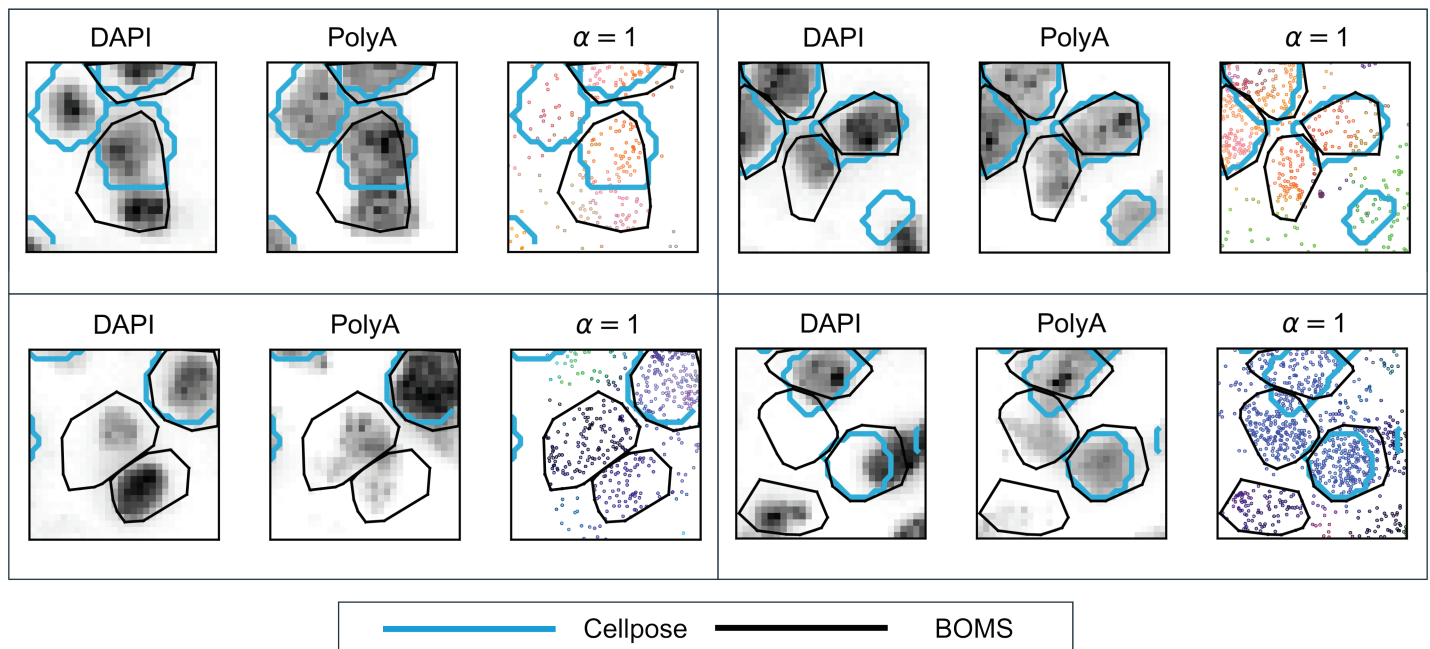 DAPI PolyA α = 1 DAPI PolyA α = 1
DAPI PolyA α = 1 DAPI PolyA α = 1
Cellpose BOMS